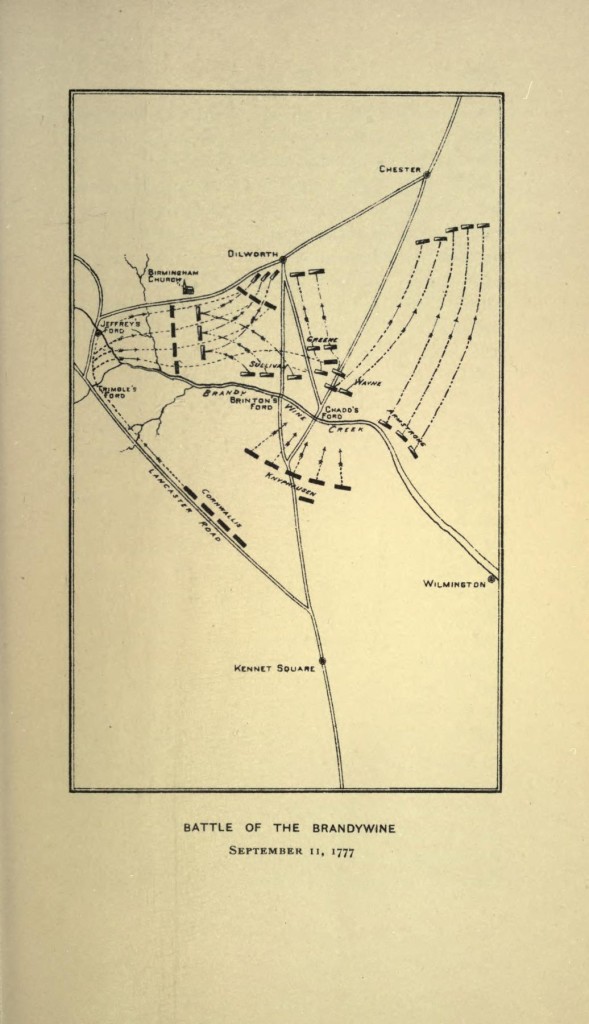 CHESTER
DILWORTH
BIRMINGHAM
CHURCH
JEFFREY'S
FORD
GREENE
SULLIVAN
WAYNE
TRIMBLE'S
FORD
BRANDY
WINE
CREEK
BRINTON'S
FORD
CHADD'S
FORD
ARMSTRONG
KNYPHAUSEN
CORNWALLIS
LANCASTER ROAD
WILMINGTON
KENNET SQUARE
BATTLE OF THE BRANDYWINE
SEPTEMBER 11, 1777